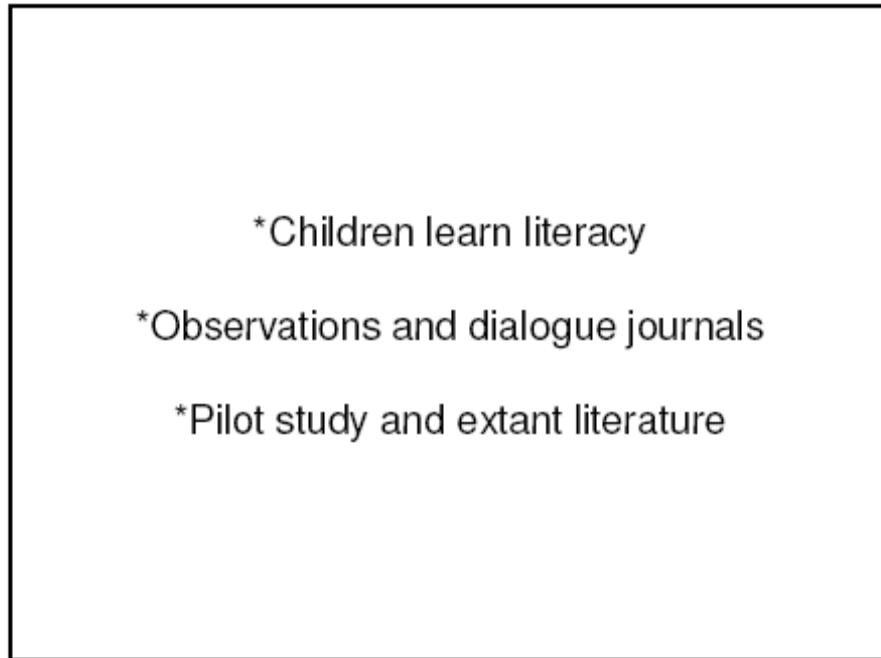 *Children learn literacy
*Observations and dialogue journals
*Pilot study and extant literature